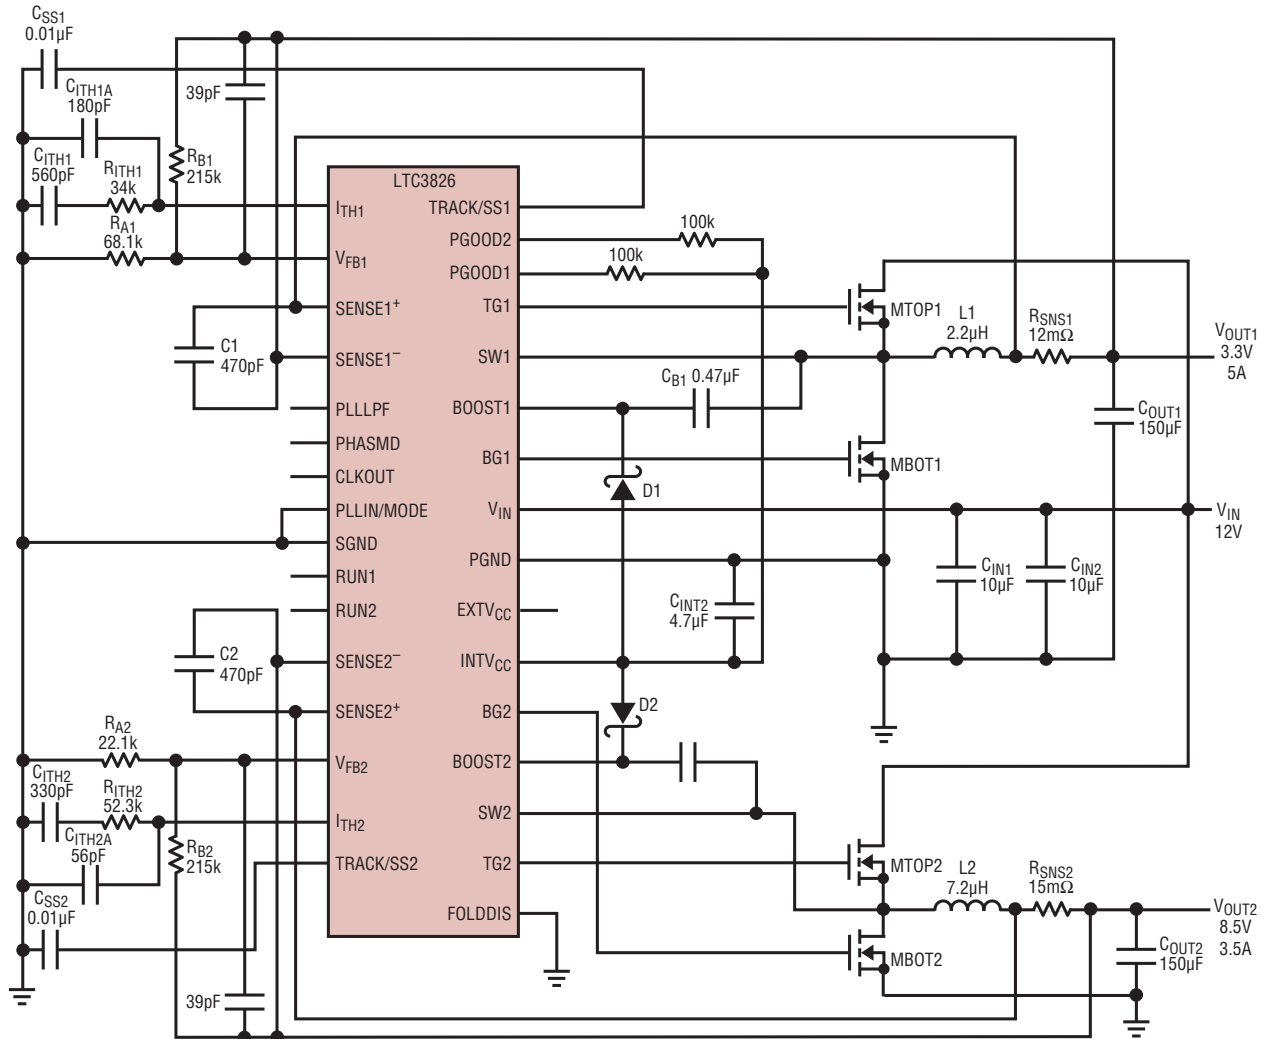 CSS1
0.01µF
CITH1A
180pF
39pF
CITH1
560pF
RITH1
34k
RB1
215k
RA1
68.1k
C1
470pF
LTC3826
ITH1
VFB1
SENSE1+
SENSE1–
PLLLPF
PHASMD
CLKOUT
PLLIN/MODE
SGND
RUN1
RUN2
SENSE2–
SENSE2+
VFB2
ITH2
TRACK/SS2
TRACK/SS1
PGOOD2
PGOOD1
TG1
SW1
BOOST1
BG1
VIN
PGND
EXTVCC
INTVCC
BG2
BOOST2
SW2
TG2
FOLDDIS
100k
100k
MTOP1
L1
2.2µH
RSNS1
12mΩ
VOUT1
3.3V
5A
CB1 0.47µF
COUT1
150µF
MBOT1
D1
VIN
12V
CIN1
10µF
CIN2
10µF
CINT2
4.7µF
D2
C2
470pF
RA2
22.1k
CITH2
330pF
RITH2
52.3k
CITH2A
56pF
RB2
215k
CSS2
0.01µF
39pF
MTOP2
L2
7.2µH
RSNS2
15mΩ
VOUT2
8.5V
3.5A
MBOT2
COUT2
150µF